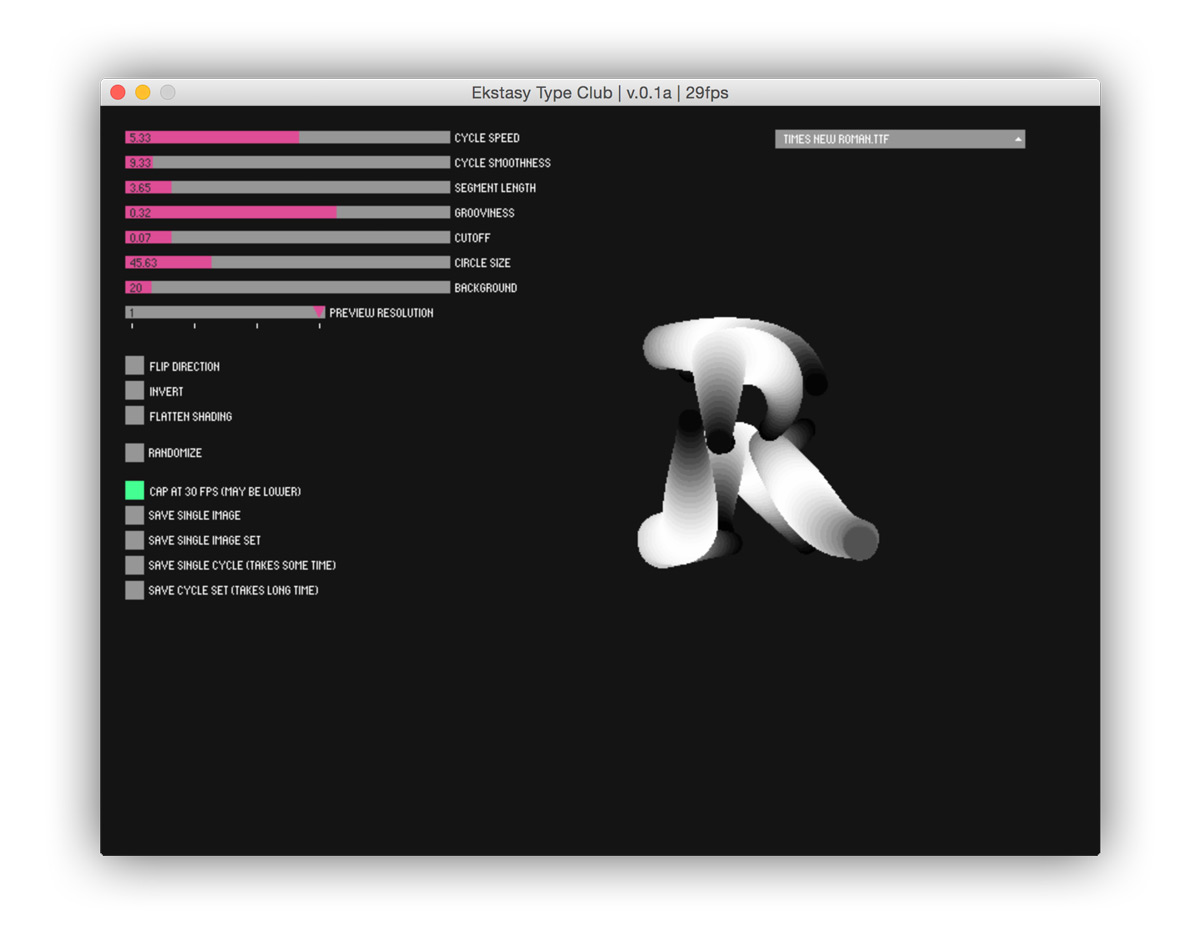 Ekstasy Type Club | v.0.1a | 29fps
5.33 CYCLE SPEED
TIMES NEW ROMAN.TTF
9.33 CYCLE SMOOTHNESS
3.65 SEGMENT LENGTH
0.32 GROOVINESS
0.07 CUTOFF
45.63 CIRCLE SIZE
20 BACKGROUND
1 PREVIEW RESOLUTION
FLIP DIRECTION
INVERT
FLATTEN SHADING
RANDOMIZE
CAP AT 30 FPS (MAY BE LOWER)
SAVE SINGLE IMAGE
SAVE SINGLE IMAGE SET
SAVE SINGLE CYCLE (TAKES SOME TIME)
SAVE CYCLE SET (TAKES LONG TIME)
R